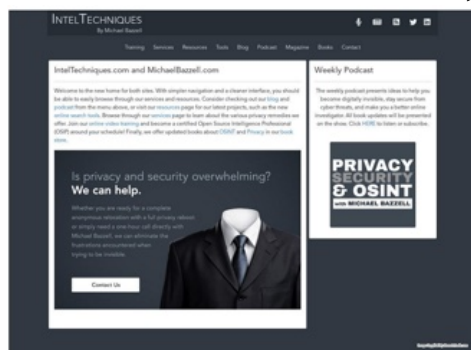 INTELTECHNIQUES
By Michael Bazzell
Training Services Resources Tools Blog Podcast Magazine Books Contact
IntelTechniques.com and MichaelBazzell.com
Welcome to the new home for both sites. With simpler navigation and a cleaner interface, you should
be able to easily browse through our services and resources. Consider checking out our blog and
podcast from the menu above, or visit our resources page for our latest projects, such as the new
online search tools. Browse through our services page to learn about the various privacy remedies we
offer. Join our online video training and become a certified Open Source Intelligence Professional
(OSIP) around your schedule! Finally, we offer updated books about OSINT and Privacy in our book
store.
Is privacy and security overwhelming?
We can help.
Whether you are ready for a complete
anonymous relocation with a full privacy reboot,
or simply need a one-hour call directly with
Michael Bazzell, we can eliminate the
frustrations encountered when
trying to be invisible.
Contact Us
Weekly Podcast
The weekly podcast presents ideas to help you
become digitally invisible, stay secure from
cyber threats, and make you a better online
investigator. All book updates will be presented
on the show. Click HERE to listen or subscribe.
PRIVACY
SECURITY
& OSINT
WITH MICHAEL BAZZELL